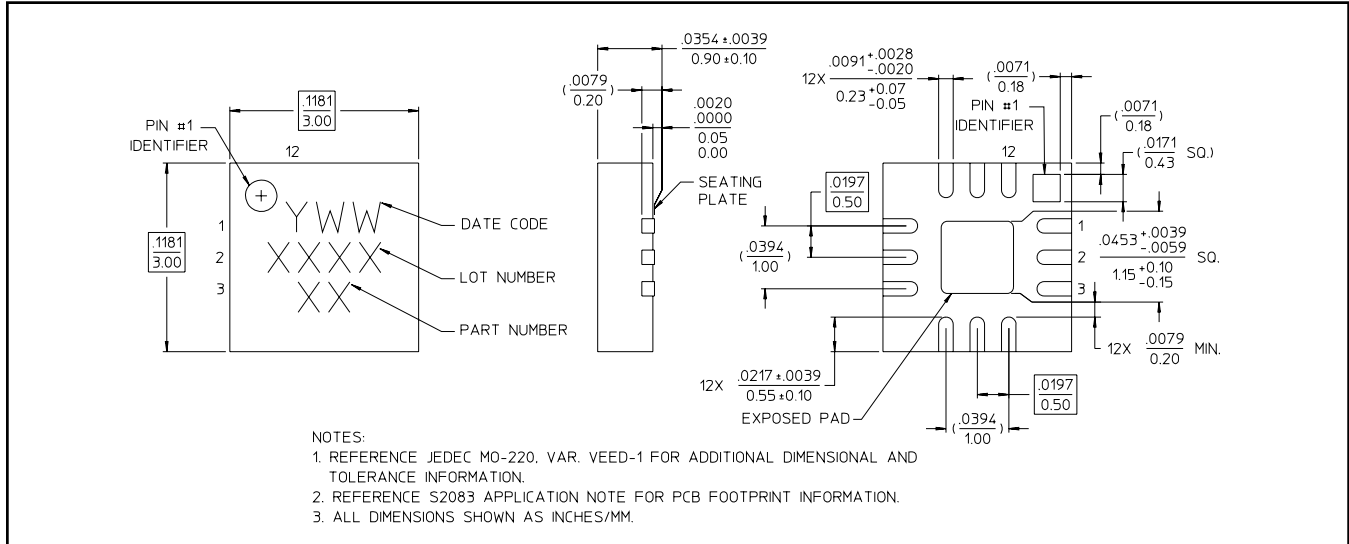 .1181
3.00
PIN #1
IDENTIFIER
12
.1181
3.00
1
2
3
Y W W
X X X X
X X
DATE CODE
LOT NUMBER
PART NUMBER
.0354 ±.0039
0.90 ±0.10
(.0079
0.20)
.0020
.0000
0.05
0.00
SEATING
PLATE
12X .0091 +.0028
-.0020
0.23 +0.07
-0.05
(.0071
0.18)
PIN #1
IDENTIFIER
12
(.0071
0.18)
(.0171
0.43 SQ.)
.0197
0.50
(.0394
1.00)
1
2
3
.0453 +.0039
-.0059 SQ.
1.15 +0.10
-0.15
12X .0079 MIN.
0.20
12X .0217 ±.0039
0.55 ±0.10
EXPOSED PAD
.0197
0.50
(.0394
1.00)
NOTES:
1. REFERENCE JEDEC MO-220, VAR. VEED-1 FOR ADDITIONAL DIMENSIONAL AND
TOLERANCE INFORMATION.
2. REFERENCE S2083 APPLICATION NOTE FOR PCB FOOTPRINT INFORMATION.
3. ALL DIMENSIONS SHOWN AS INCHES/MM.